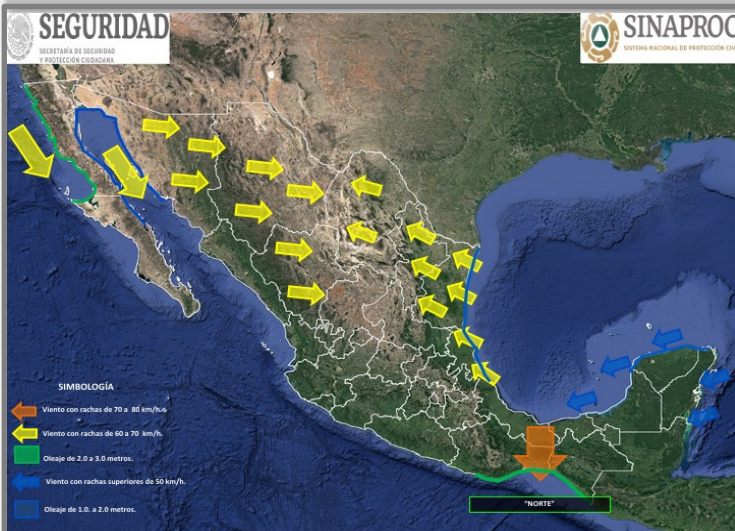 SEGURIDAD
SECRETARÍA DE SEGURIDAD
Y PROTECCIÓN CIUDADANA
SINAPROC
SISTEMA NACIONAL DE PROTECCIÓN CIV
SIMBOLOGÍA
Viento con rachas de 70 a 80 km/h.
Viento con rachas de 60 a 70 km/h.
Oleaje de 2.0 a 3.0 metros.
Viento con rachas superiores de 50 km/h.
Oleaje de 1.0. a 2.0 metros.
"NORTE"